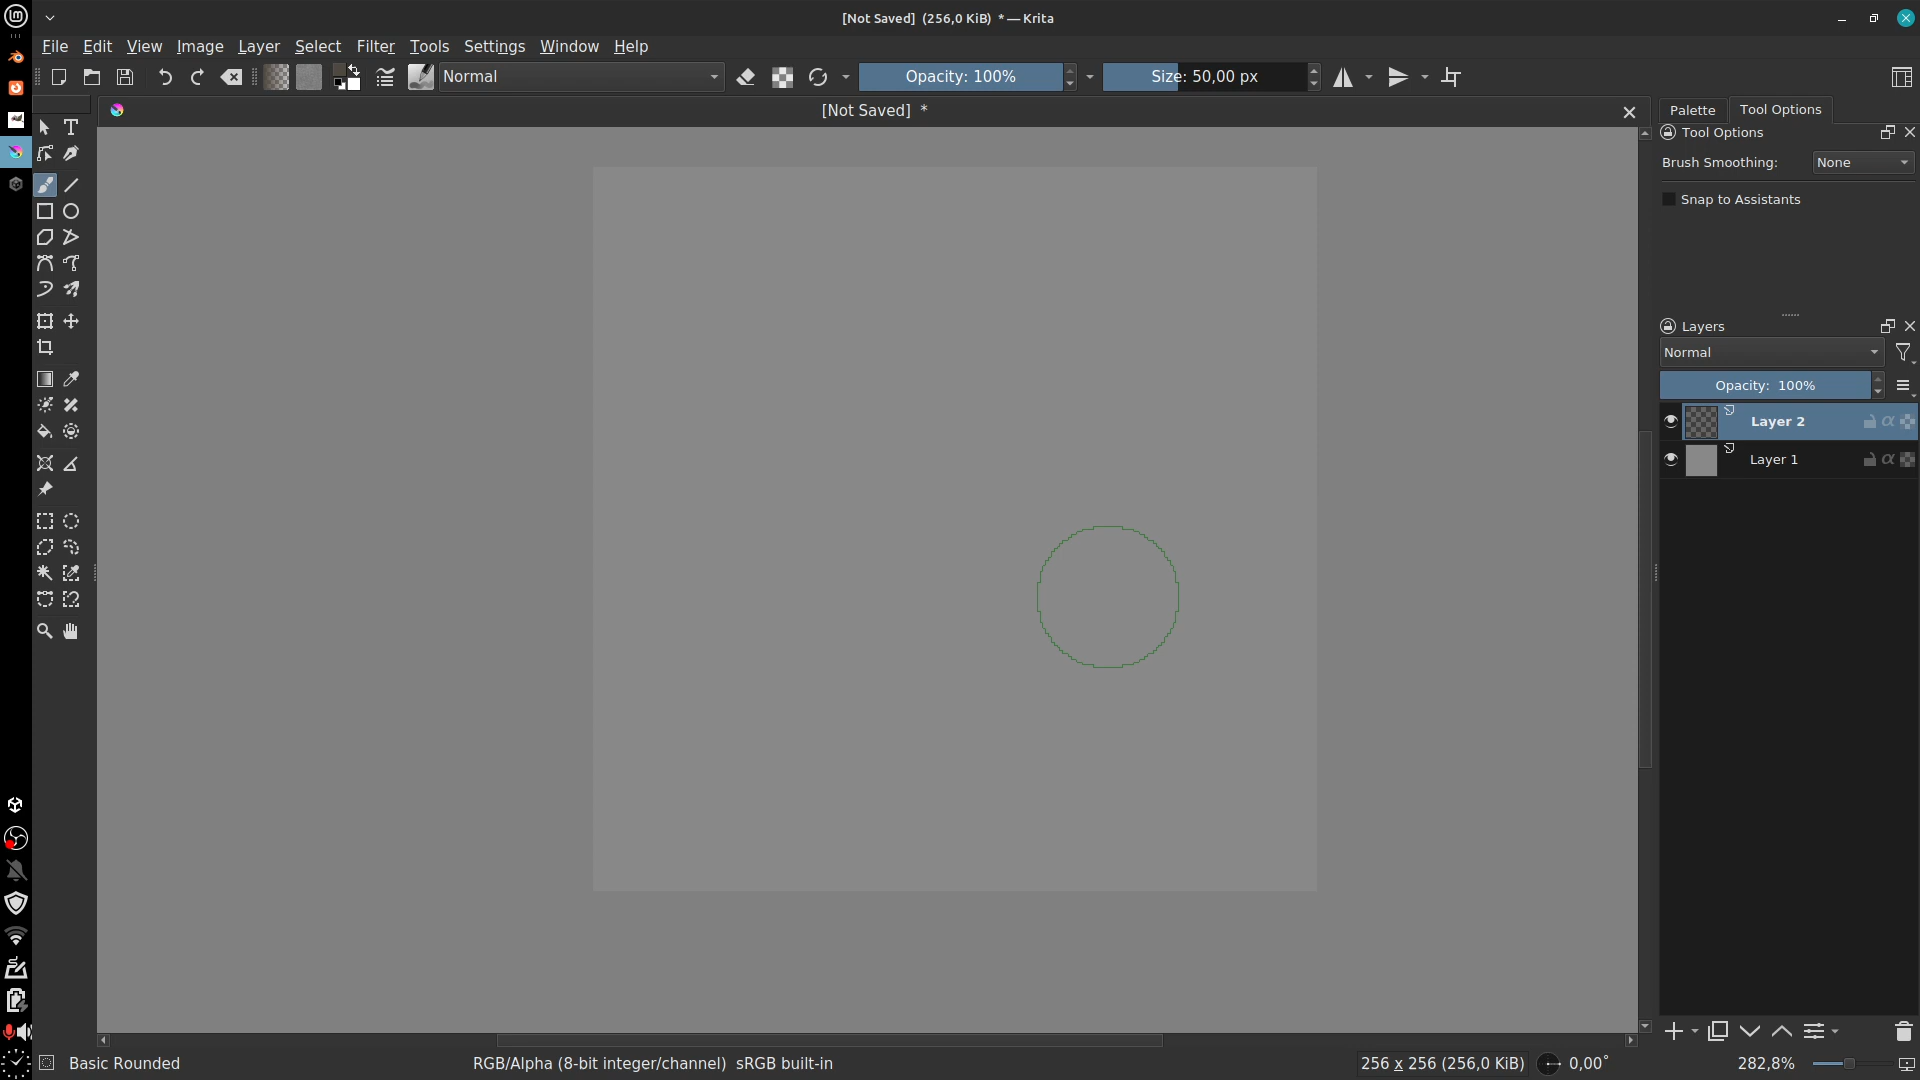 [Not Saved]  (256,0 KiB)  * — Krita
File Edit View Image Layer Select Filter Tools Settings Window Help
Normal
Opacity: 100%
Size: 50,00 px
[Not Saved]  *
Palette
Tool Options
Tool Options
Brush Smoothing:
None
Snap to Assistants
Layers
Normal
Opacity:  100%
Layer 2
Layer 1
Basic Rounded
RGB/Alpha (8-bit integer/channel)  sRGB built-in
256 x 256 (256,0 KiB)
0,00°
282,8%